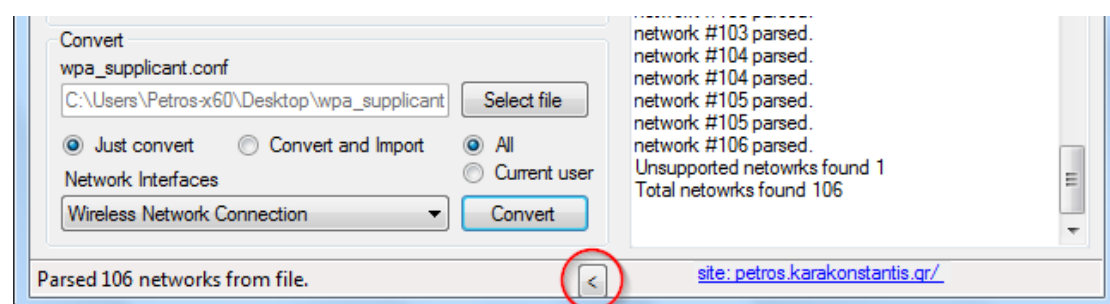 Convert
wpa_supplicant.conf
C:\Users\Petros-x60\Desktop\wpa_supplicant
Select file
Just convert
Convert and Import
All
Current user
Network Interfaces
Wireless Network Connection
Convert
network #103 parsed.
network #104 parsed.
network #104 parsed.
network #105 parsed.
network #105 parsed.
network #106 parsed.
Unsupported netowrks found 1
Total netowrks found 106
Parsed 106 networks from file.
<
site: petros.karakonstantis.gr/